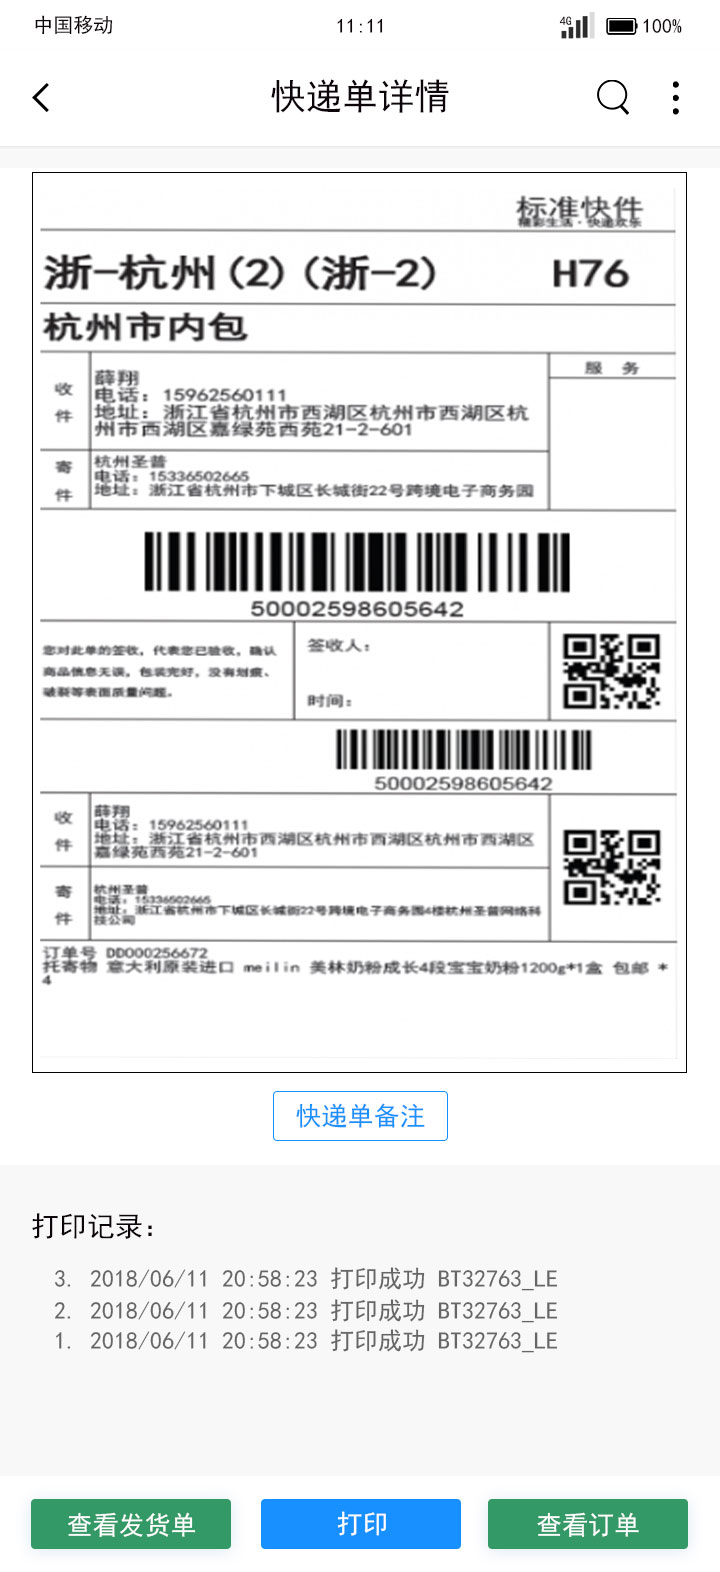 中国移动 11:11 4G 100%
快递单详情
标准快件
精彩生活·快递欢乐
浙-杭州(2)(浙-2) H76
杭州市内包
收件
薛翔
电话: 15962560111
地址: 浙江省杭州市西湖区杭州市西湖区杭
州市西湖区嘉绿苑西苑21-2-601
服 务
寄件
杭州圣普
电话: 15336502665
地址: 浙江省杭州市下城区长城街22号跨境电子商务园
50002598605642
您对此单的签收，代表您已验收，确认
商品信息无误，包装完好，没有划痕、
破裂等表面质量问题。
签收人:
时间:
50002598605642
收件
薛翔
电话: 15962560111
地址: 浙江省杭州市西湖区杭州市西湖区杭州市西湖区
嘉绿苑西苑21-2-601
寄件
杭州圣普
电话: 15336502665
地址: 浙江省杭州市下城区长城街22号跨境电子商务园4楼杭州圣普网络科
技公司
订单号 DD000256672
托寄物 意大利原装进口 meilin 美林奶粉成长4段宝宝奶粉1200g*1盒 包邮 *
4
快递单备注
打印记录:
3. 2018/06/11 20:58:23 打印成功 BT32763_LE
2. 2018/06/11 20:58:23 打印成功 BT32763_LE
1. 2018/06/11 20:58:23 打印成功 BT32763_LE
查看发货单 打印 查看订单